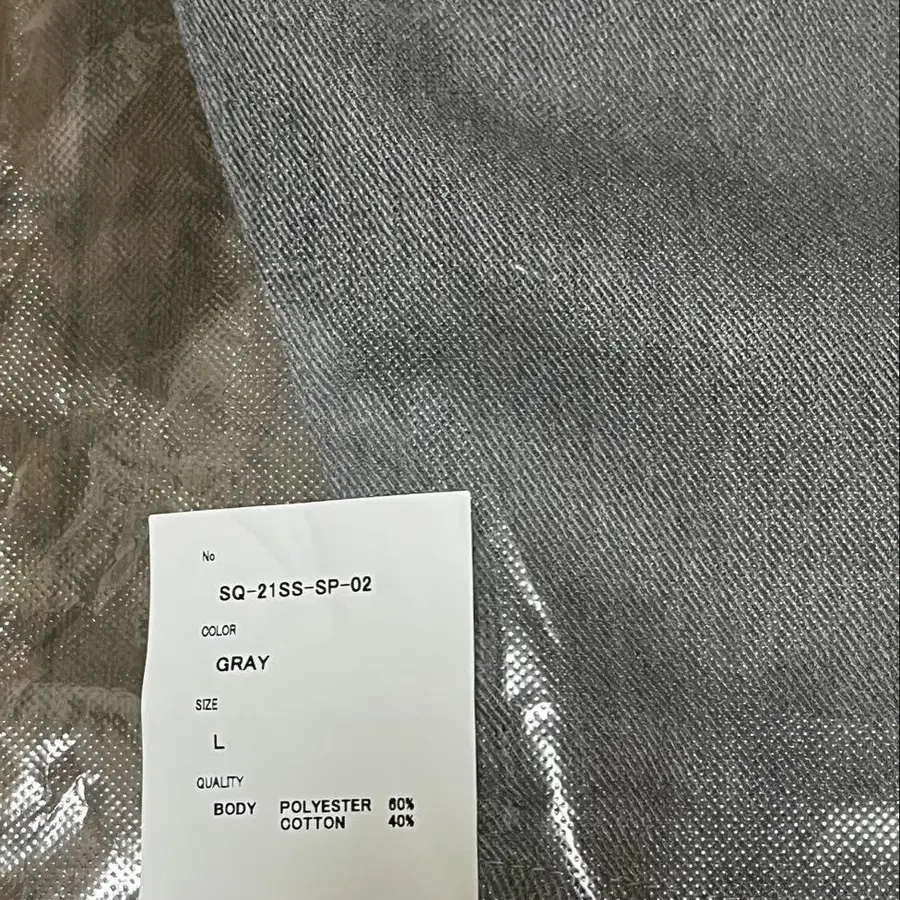 No
SQ-21SS-SP-02
COLOR
GRAY
SIZE
L
QUALITY
BODY POLYESTER 60%
COTTON 40%